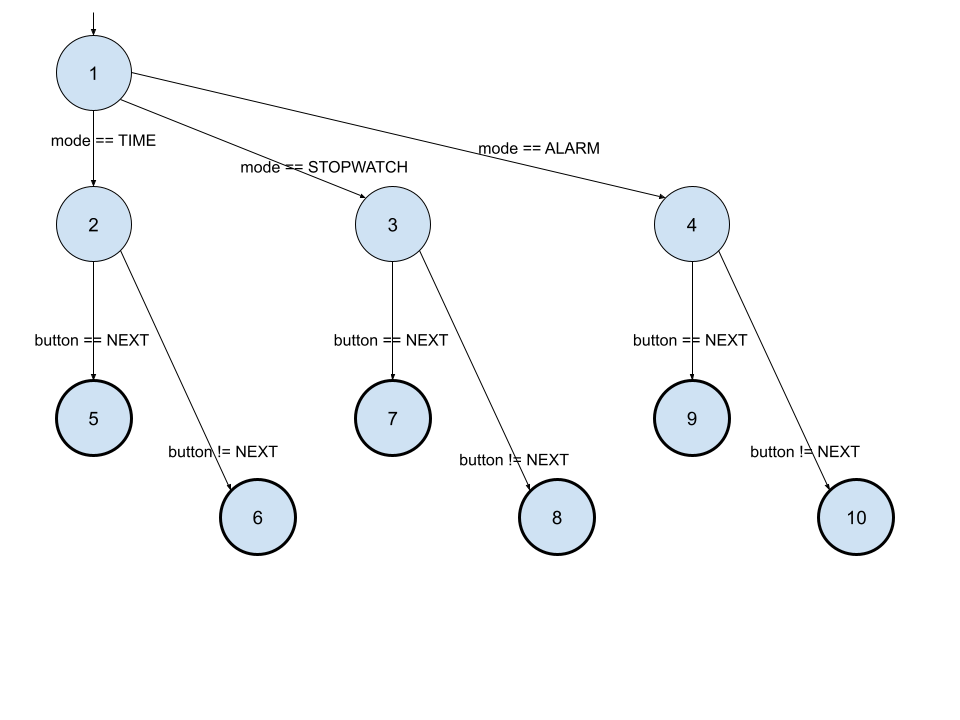 1
mode == TIME
mode == ALARM
mode == STOPWATCH
2
3
4
button == NEXT
button == NEXT
button == NEXT
5
7
9
button != NEXT
button != NEXT
button != NEXT
6
8
10